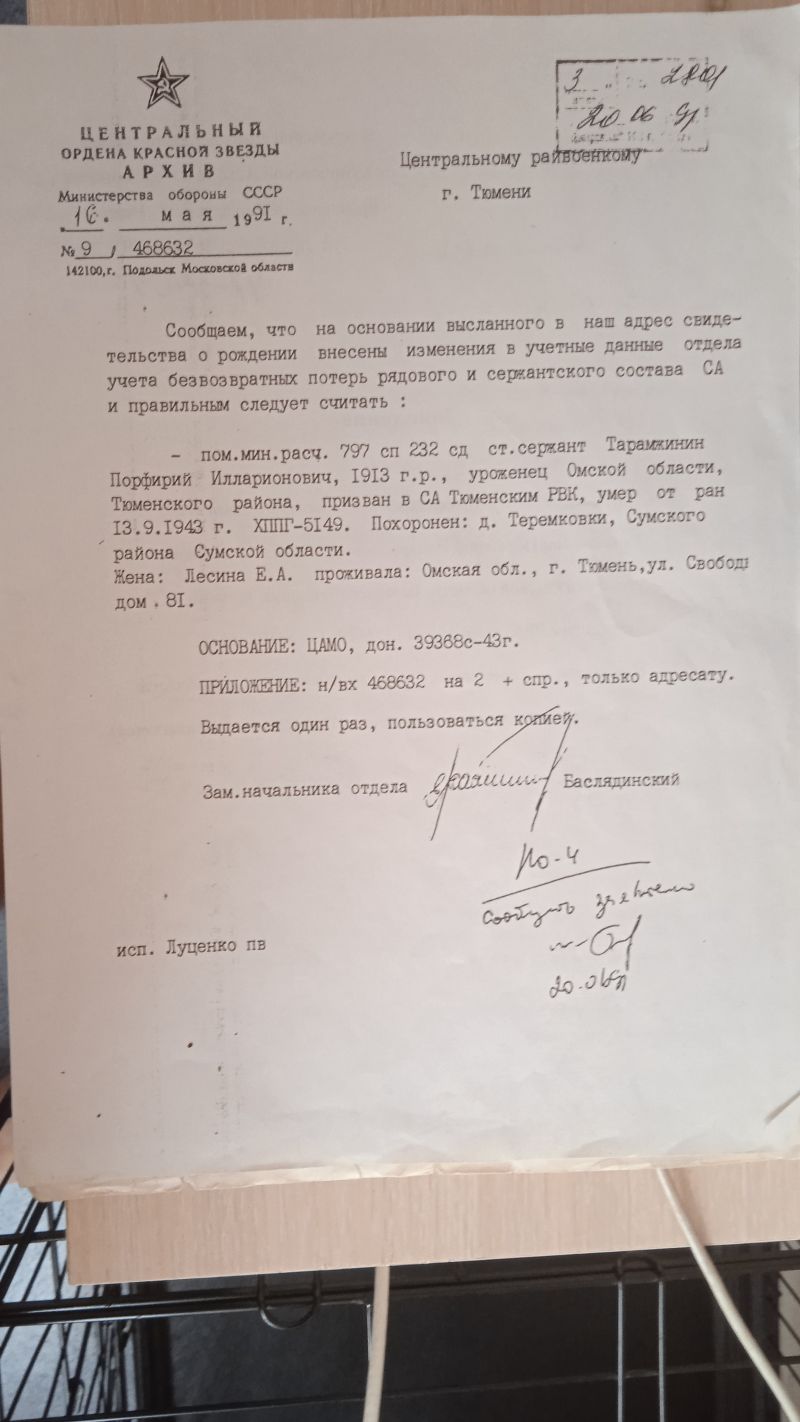 ЦЕНТРАЛЬНЫЙ
ОРДЕНА КРАСНОЙ ЗВЕЗДЫ
АРХИВ
Министерства обороны СССР
16. мая 1991 г.
№ 9 / 468632
142100, г. Подольск Московской области
3 2801
20 06 91
Центральному райвоенкому
г. Тюмени
Сообщаем, что на основании высланного в наш адрес свиде-
тельства о рождении внесены изменения в учетные данные отдела
учета безвозвратных потерь рядового и сержантского состава СА
и правильным следует считать :
- пом.мин.расч. 797 сп 232 сд ст.сержант Тарамжинин
Порфирий Илларионович, 1913 г.р., уроженец Омской области,
Тюменского района, призван в СА Тюменским РВК, умер от ран
13.9.1943 г. ХППГ-5149. Похоронен: д. Теремковки, Сумского
района Сумской области.
Жена: Лесина Е.А. проживала: Омская обл., г. Тюмень,ул. Свободы
дом 81.
ОСНОВАНИЕ: ЦАМО, дон. 39368с-43г.
ПРИЛОЖЕНИЕ: н/вх 468632 на 2 + спр., только адресату.
Выдается один раз, пользоваться копией.
Зам.начальника отдела Баслядинский
по-4
Сообщить заявителю
20.06.91
исп. Луценко пв